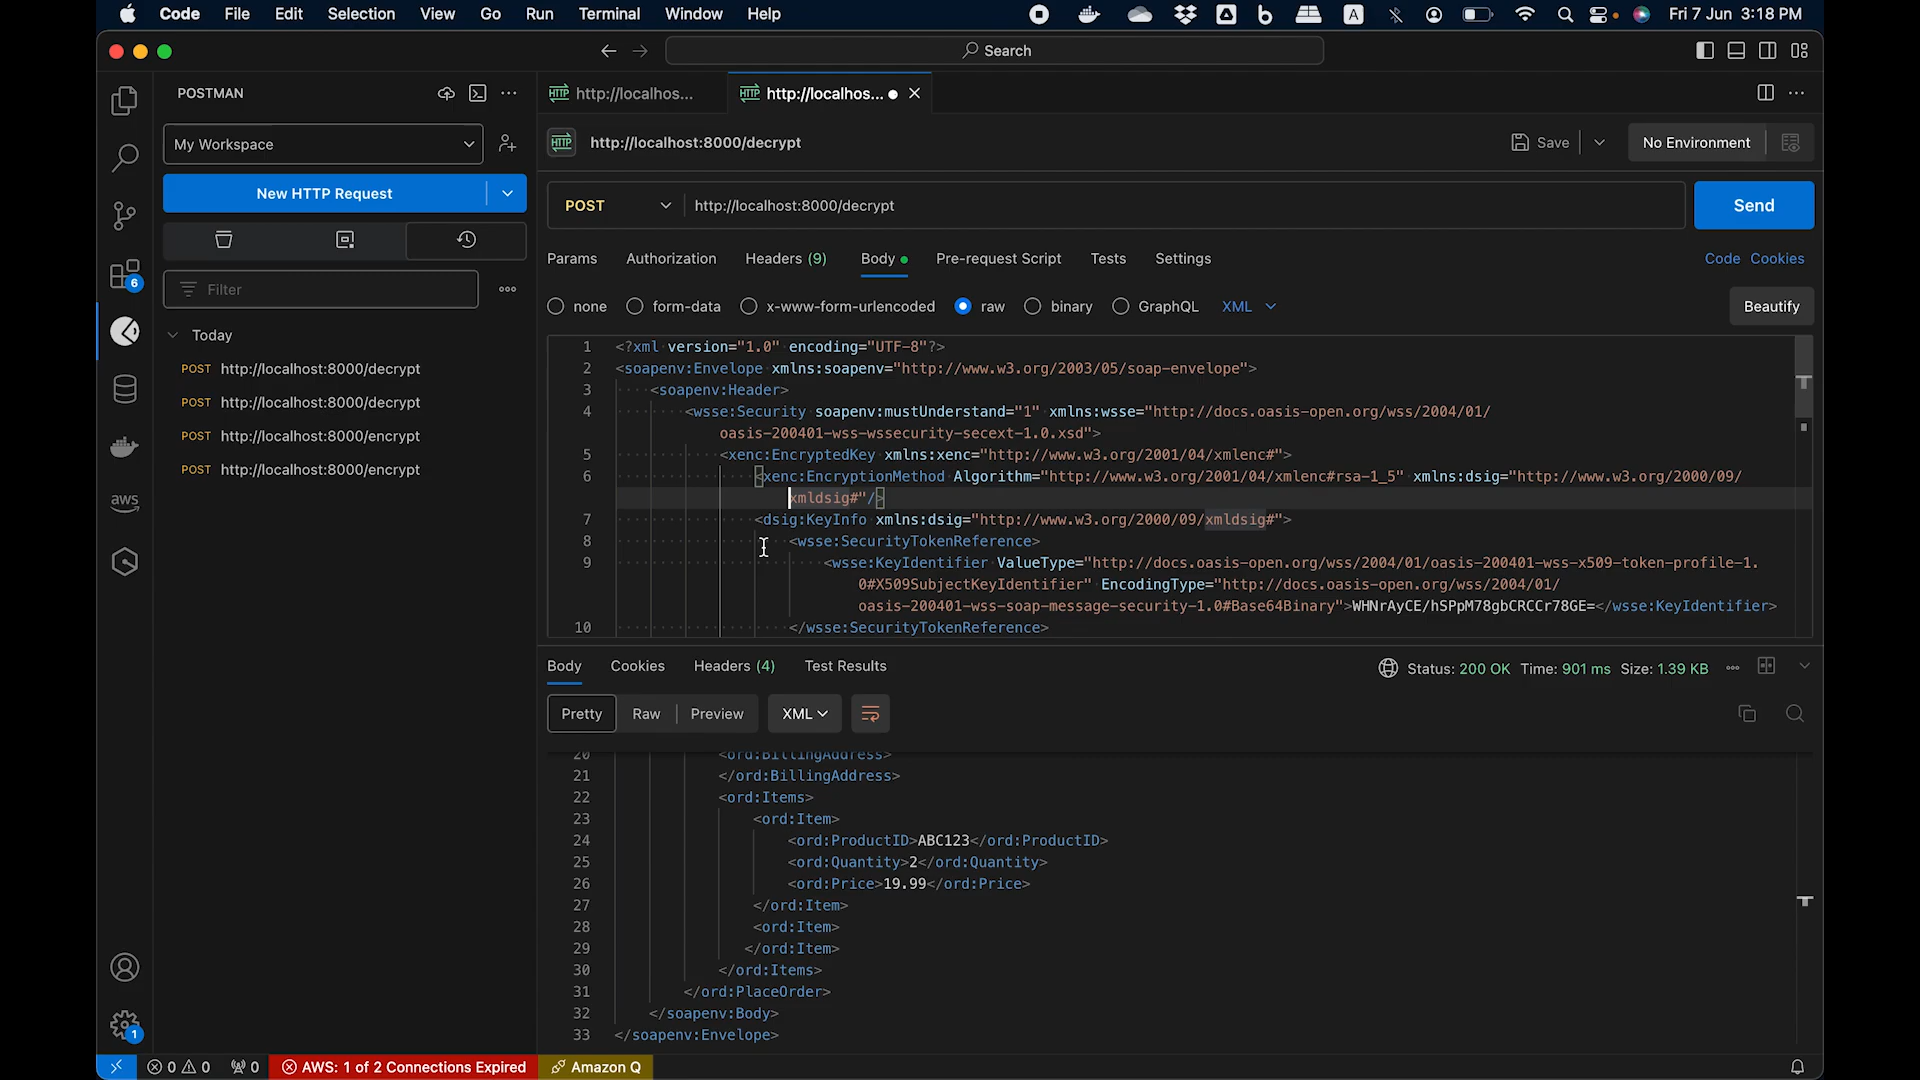 Code File Edit Selection View Go Run Terminal Window Help A Fri 7 Jun 3:18 PM
Search
POSTMAN
http://localhos...
http://localhos...
My Workspace
HTTP http://localhost:8000/decrypt
Save
No Environment
New HTTP Request
POST http://localhost:8000/decrypt
Send
Filter
Params Authorization Headers (9) Body Pre-request Script Tests Settings
Code Cookies
none form-data x-www-form-urlencoded raw binary GraphQL XML
Beautify
6
Today
POST http://localhost:8000/decrypt
POST http://localhost:8000/decrypt
POST http://localhost:8000/encrypt
POST http://localhost:8000/encrypt
aws
1 <?xml version="1.0" encoding="UTF-8"?>
2 <soapenv:Envelope xmlns:soapenv="http://www.w3.org/2003/05/soap-envelope">
3 <soapenv:Header>
4 <wsse:Security soapenv:mustUnderstand="1" xmlns:wsse="http://docs.oasis-open.org/wss/2004/01/
oasis-200401-wss-wssecurity-secext-1.0.xsd">
5 <xenc:EncryptedKey xmlns:xenc="http://www.w3.org/2001/04/xmlenc#">
6 <xenc:EncryptionMethod Algorithm="http://www.w3.org/2001/04/xmlenc#rsa-1_5" xmlns:dsig="http://www.w3.org/2000/09/
xmldsig#"/>
7 <dsig:KeyInfo xmlns:dsig="http://www.w3.org/2000/09/xmldsig#">
8 <wsse:SecurityTokenReference>
9 <wsse:KeyIdentifier ValueType="http://docs.oasis-open.org/wss/2004/01/oasis-200401-wss-x509-token-profile-1.
0#X509SubjectKeyIdentifier" EncodingType="http://docs.oasis-open.org/wss/2004/01/
oasis-200401-wss-soap-message-security-1.0#Base64Binary">WHNrAyCE/hSPpM78gbCRCCr78GE=</wsse:KeyIdentifier>
10 </wsse:SecurityTokenReference>
Body Cookies Headers (4) Test Results
Status: 200 OK Time: 901 ms Size: 1.39 KB
Pretty Raw Preview XML
20 <ord:BillingAddress>
21 </ord:BillingAddress>
22 <ord:Items>
23 <ord:Item>
24 <ord:ProductID>ABC123</ord:ProductID>
25 <ord:Quantity>2</ord:Quantity>
26 <ord:Price>19.99</ord:Price>
27 </ord:Item>
28 <ord:Item>
29 </ord:Item>
30 </ord:Items>
31 </ord:PlaceOrder>
32 </soapenv:Body>
33 </soapenv:Envelope>
1
0 0 0 AWS: 1 of 2 Connections Expired Amazon Q